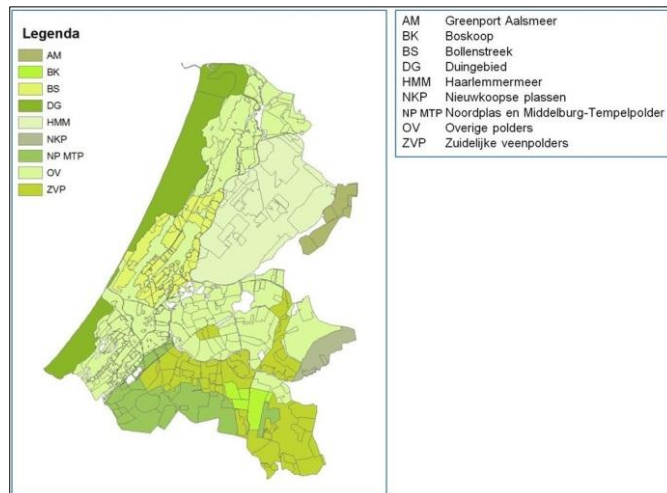 Legenda
AM
BK
BS
DG
HMM
NKP
NP MTP
OV
ZVP
AM Greenport Aalsmeer
BK Boskoop
BS Bollenstreek
DG Duingebied
HMM Haarlemmermeer
NKP Nieuwkoopse plassen
NP MTP Noordplas en Middelburg-Tempelpolder
OV Overige polders
ZVP Zuidelijke veenpolders